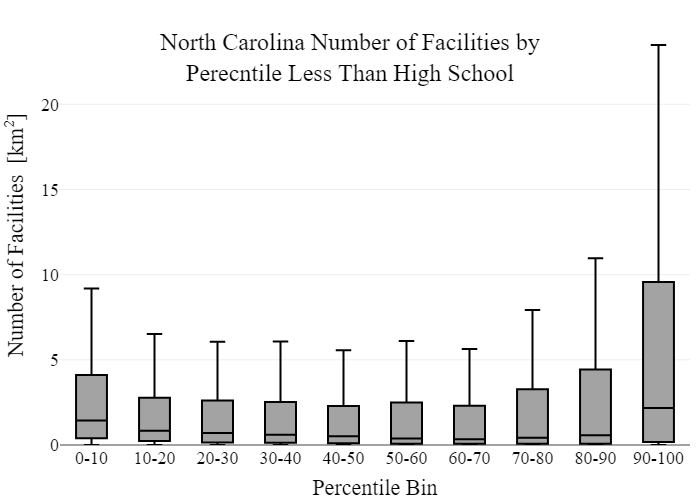 North Carolina Number of Facilities by
Perecntile Less Than High School
Number of Facilities [km²]
20
15
10
5
0
0-10 10-20 20-30 30-40 40-50 50-60 60-70 70-80 80-90 90-100
Percentile Bin